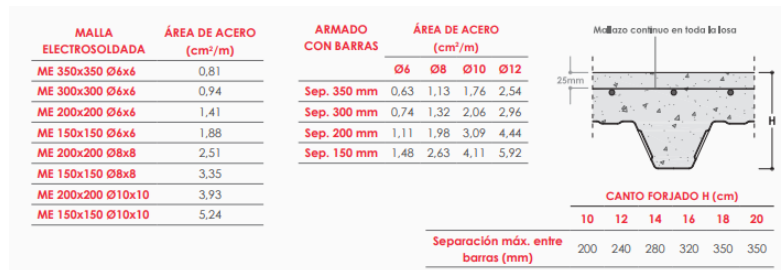 MALLA ELECTROSOLDADA ÁREA DE ACERO (cm²/m)
ME 350x350 Ø6x6 0,81
ME 300x300 Ø6x6 0,94
ME 200x200 Ø6x6 1,41
ME 150x150 Ø6x6 1,88
ME 200x200 Ø8x8 2,51
ME 150x150 Ø8x8 3,35
ME 200x200 Ø10x10 3,93
ME 150x150 Ø10x10 5,24
ARMADO CON BARRAS ÁREA DE ACERO (cm²/m)
Ø6 Ø8 Ø10 Ø12
Sep. 350 mm 0,63 1,13 1,76 2,54
Sep. 300 mm 0,74 1,32 2,06 2,96
Sep. 200 mm 1,11 1,98 3,09 4,44
Sep. 150 mm 1,48 2,63 4,11 5,92
Mallazo continuo en toda la losa
25mm
H
CANTO FORJADO H (cm)
10 12 14 16 18 20
Separación máx. entre barras (mm) 200 240 280 320 350 350